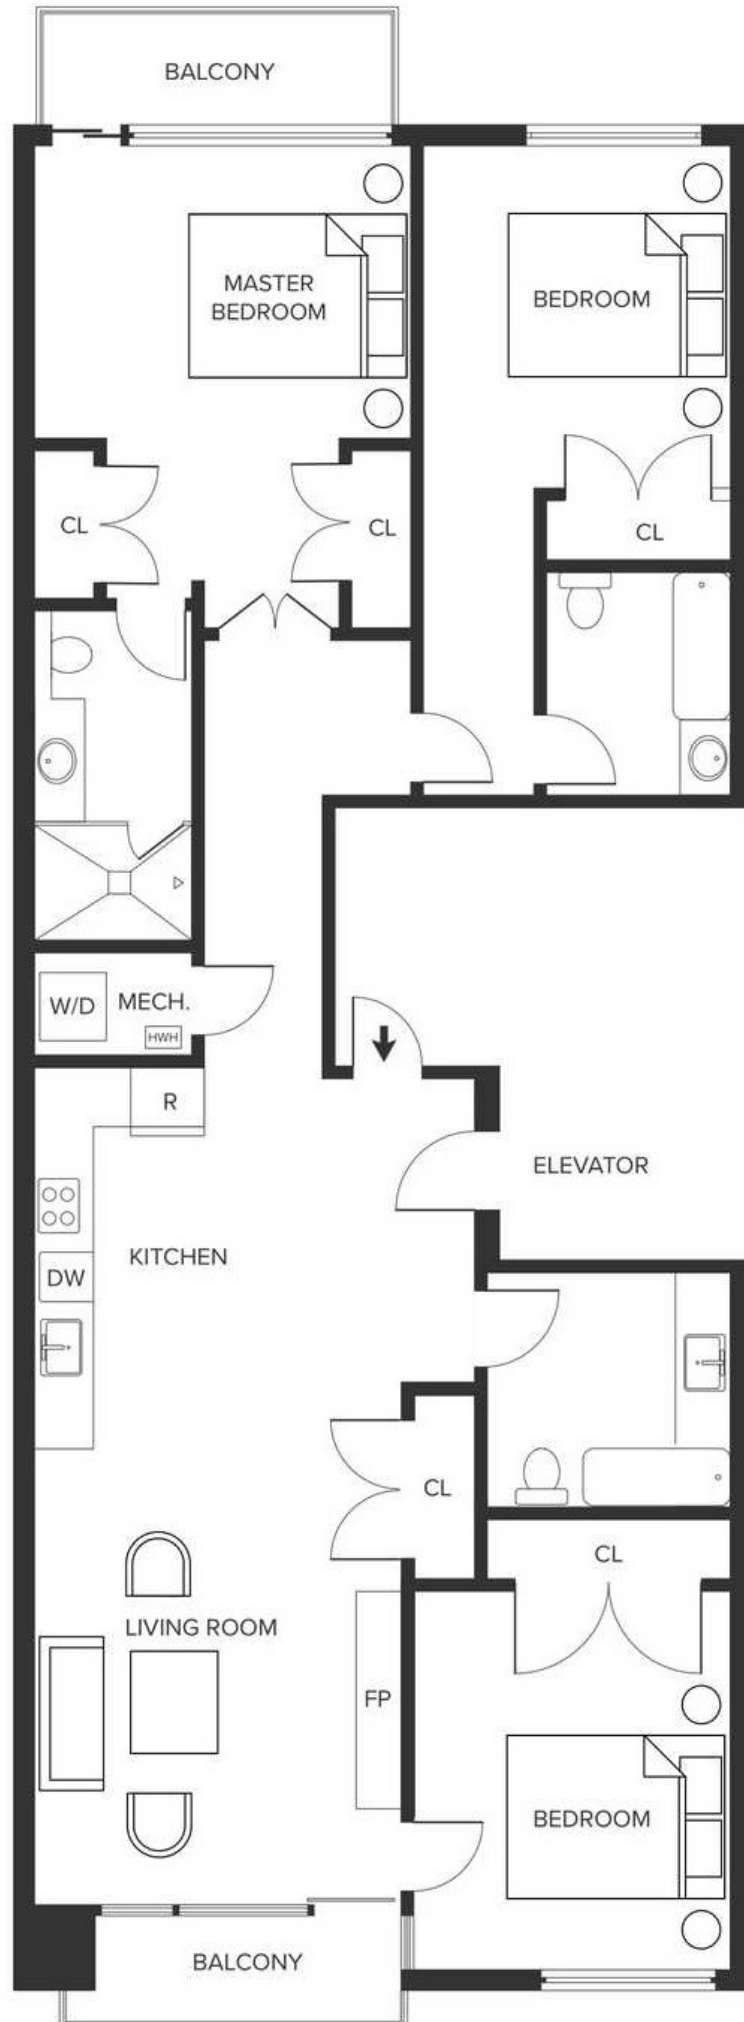 BALCONY
MASTER
BEDROOM
BEDROOM
CL
CL
CL
W/D
MECH.
HWH
R
ELEVATOR
KITCHEN
DW
CL
CL
LIVING ROOM
FP
BEDROOM
BALCONY